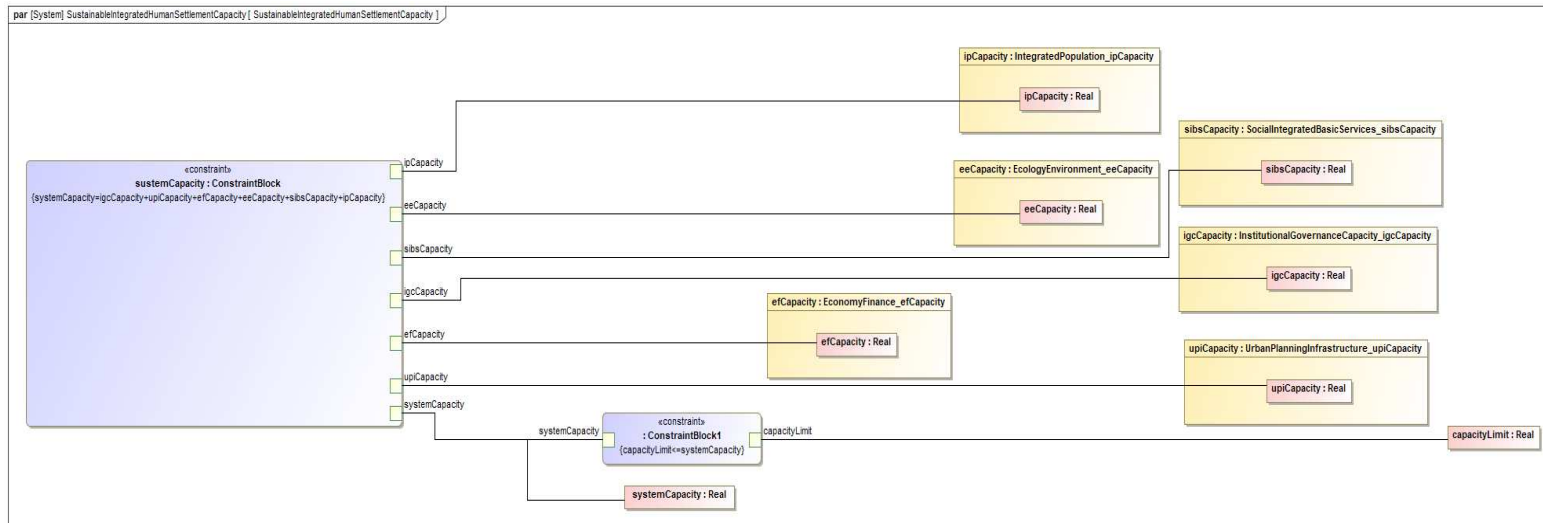 par [System] SustainableIntegratedHumanSettlementCapacity [ SustainableIntegratedHumanSettlementCapacity ]
ipCapacity : IntegratedPopulation_ipCapacity
ipCapacity : Real
sibsCapacity : SocialIntegratedBasicServices_sibsCapacity
sibsCapacity : Real
«constraint»
sustemCapacity : ConstraintBlock
{systemCapacity=igcCapacity+upiCapacity+efCapacity+eeCapacity+sibsCapacity+ipCapacity}
ipCapacity
eeCapacity
sibsCapacity
igcCapacity
efCapacity
upiCapacity
systemCapacity
eeCapacity : EcologyEnvironment_eeCapacity
eeCapacity : Real
igcCapacity : InstitutionalGovernanceCapacity_igcCapacity
igcCapacity : Real
efCapacity : EconomyFinance_efCapacity
efCapacity : Real
upiCapacity : UrbanPlanningInfrastructure_upiCapacity
upiCapacity : Real
systemCapacity
«constraint»
: ConstraintBlock1
{capacityLimit<=systemCapacity}
capacityLimit
capacityLimit : Real
systemCapacity : Real